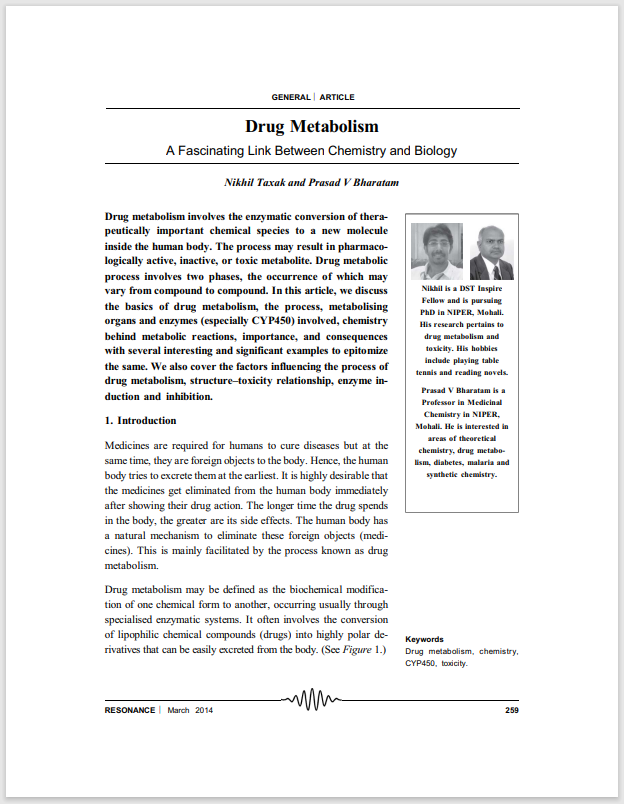 GENERAL | ARTICLE
Drug Metabolism
A Fascinating Link Between Chemistry and Biology
Nikhil Taxak and Prasad V Bharatam
Drug metabolism involves the enzymatic conversion of thera-
peutically important chemical species to a new molecule
inside the human body. The process may result in pharmaco-
logically active, inactive, or toxic metabolite. Drug metabolic
process involves two phases, the occurrence of which may
vary from compound to compound. In this article, we discuss
the basics of drug metabolism, the process, metabolising
organs and enzymes (especially CYP450) involved, chemistry
behind metabolic reactions, importance, and consequences
with several interesting and significant examples to epitomize
the same. We also cover the factors influencing the process of
drug metabolism, structure–toxicity relationship, enzyme in-
duction and inhibition.
1. Introduction
Medicines are required for humans to cure diseases but at the
same time, they are foreign objects to the body. Hence, the human
body tries to excrete them at the earliest. It is highly desirable that
the medicines get eliminated from the human body immediately
after showing their drug action. The longer time the drug spends
in the body, the greater are its side effects. The human body has
a natural mechanism to eliminate these foreign objects (medi-
cines). This is mainly facilitated by the process known as drug
metabolism.
Drug metabolism may be defined as the biochemical modifica-
tion of one chemical form to another, occurring usually through
specialised enzymatic systems. It often involves the conversion
of lipophilic chemical compounds (drugs) into highly polar de-
rivatives that can be easily excreted from the body. (See Figure 1.)
Nikhil is a DST Inspire
Fellow and is pursuing
PhD in NIPER, Mohali.
His research pertains to
drug metabolism and
toxicity. His hobbies
include playing table
tennis and reading novels.
Prasad V Bharatam is a
Professor in Medicinal
Chemistry in NIPER,
Mohali. He is interested in
areas of theoretical
chemistry, drug metabo-
lism, diabetes, malaria and
synthetic chemistry.
Keywords
Drug metabolism, chemistry,
CYP450, toxicity.
RESONANCE | March 2014
259